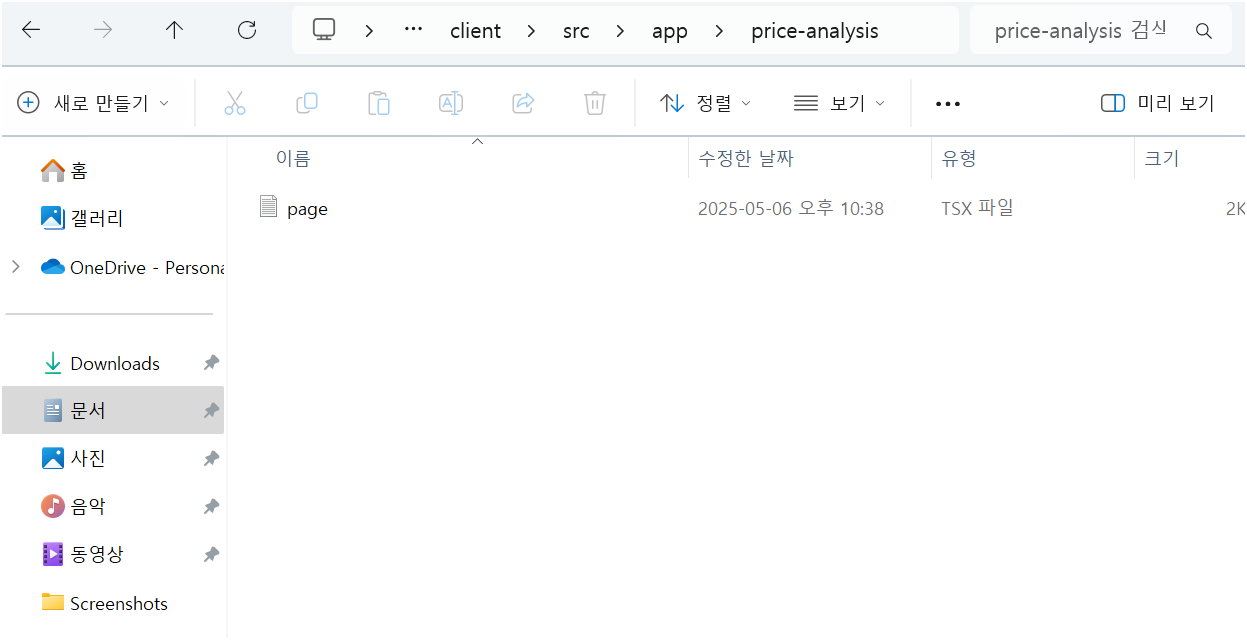 … client src app price-analysis price-analysis 검색
새로 만들기 정렬 보기 … 미리 보기
이름 수정한 날짜 유형 크기
page 2025-05-06 오후 10:38 TSX 파일 2K
홈
갤러리
OneDrive - Persona
Downloads
문서
사진
음악
동영상
Screenshots